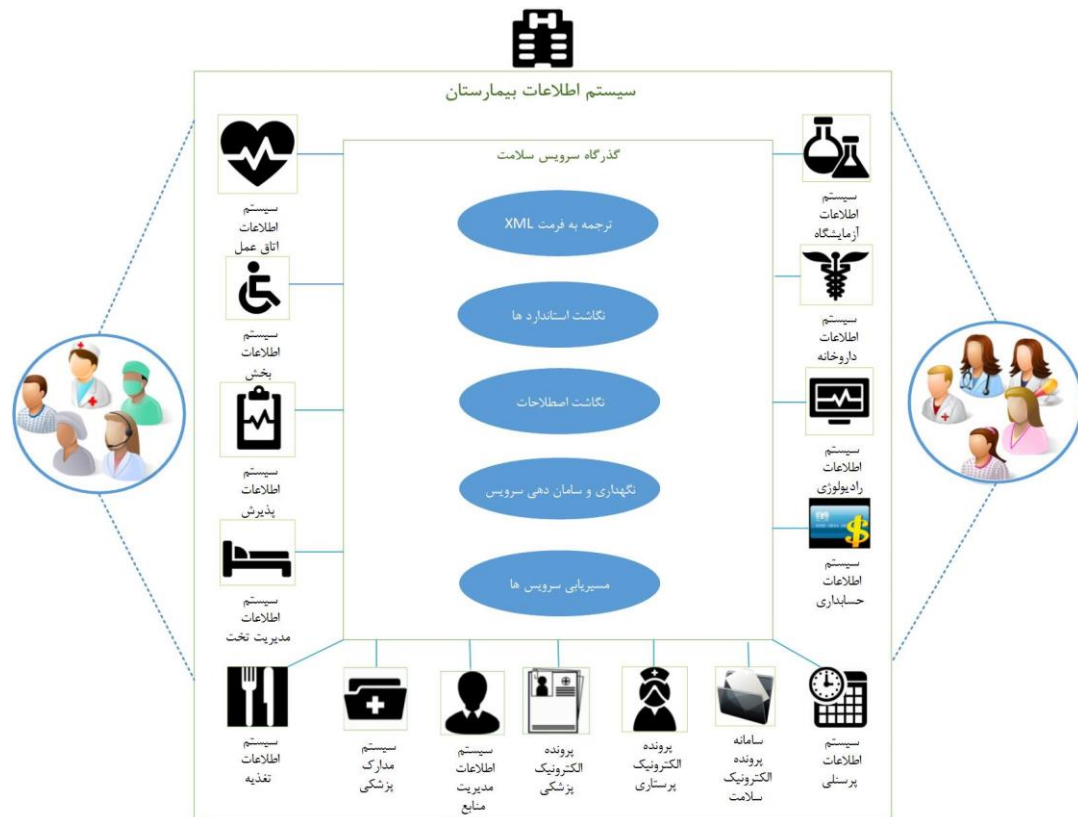 سیستم اطلاعات بیمارستان
گذرگاه سرویس سلامت
ترجمه به فرمت XML
نگاشت استاندارد ها
نگاشت اصطلاحات
نگهداری و سامان دهی سرویس
مسیریابی سرویس ها
سیستم
اطلاعات
آزمایشگاه
سیستم
اطلاعات
داروخانه
سیستم
اطلاعات
رادیولوژی
سیستم
اطلاعات
حسابداری
سیستم
اطلاعات
اتاق عمل
سیستم
اطلاعات
بخش
سیستم
اطلاعات
پذیرش
سیستم
اطلاعات
مدیریت تخت
سیستم
اطلاعات
پرسنلی
سامانه
پرونده
الکترونیک
سلامت
پرونده
الکترونیک
پرستاری
پرونده
الکترونیک
پزشکی
سیستم
اطلاعات
مدیریت
منابع
سیستم
مدارک
پزشکی
سیستم
اطلاعات
تغذیه